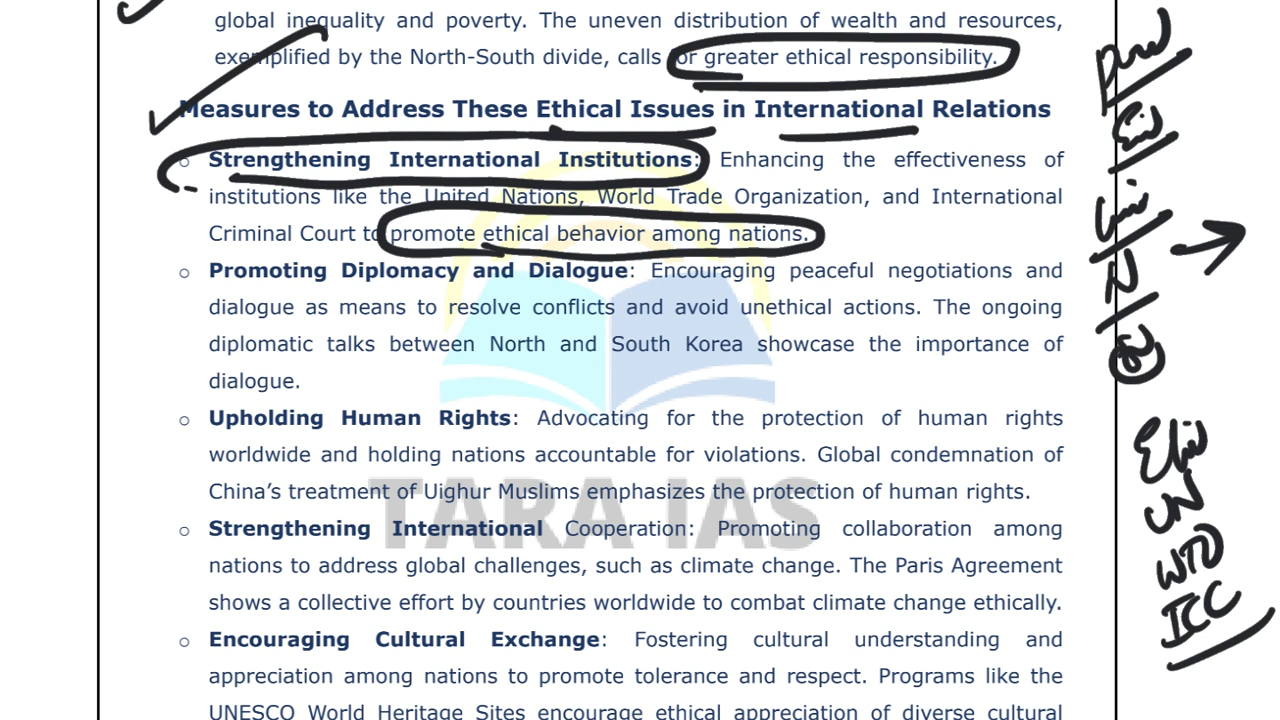 global inequality and poverty. The uneven distribution of wealth and resources,
exemplified by the North-South divide, calls for greater ethical responsibility.
Measures to Address These Ethical Issues in International Relations
○ Strengthening International Institutions: Enhancing the effectiveness of
institutions like the United Nations, World Trade Organization, and International
Criminal Court to promote ethical behavior among nations.
○ Promoting Diplomacy and Dialogue: Encouraging peaceful negotiations and
dialogue as means to resolve conflicts and avoid unethical actions. The ongoing
diplomatic talks between North and South Korea showcase the importance of
dialogue.
○ Upholding Human Rights: Advocating for the protection of human rights
worldwide and holding nations accountable for violations. Global condemnation of
China’s treatment of Uighur Muslims emphasizes the protection of human rights.
○ Strengthening International Cooperation: Promoting collaboration among
nations to address global challenges, such as climate change. The Paris Agreement
shows a collective effort by countries worldwide to combat climate change ethically.
○ Encouraging Cultural Exchange: Fostering cultural understanding and
appreciation among nations to promote tolerance and respect. Programs like the
UNESCO World Heritage Sites encourage ethical appreciation of diverse cultural
TARA IAS
UN
WTO
ICC